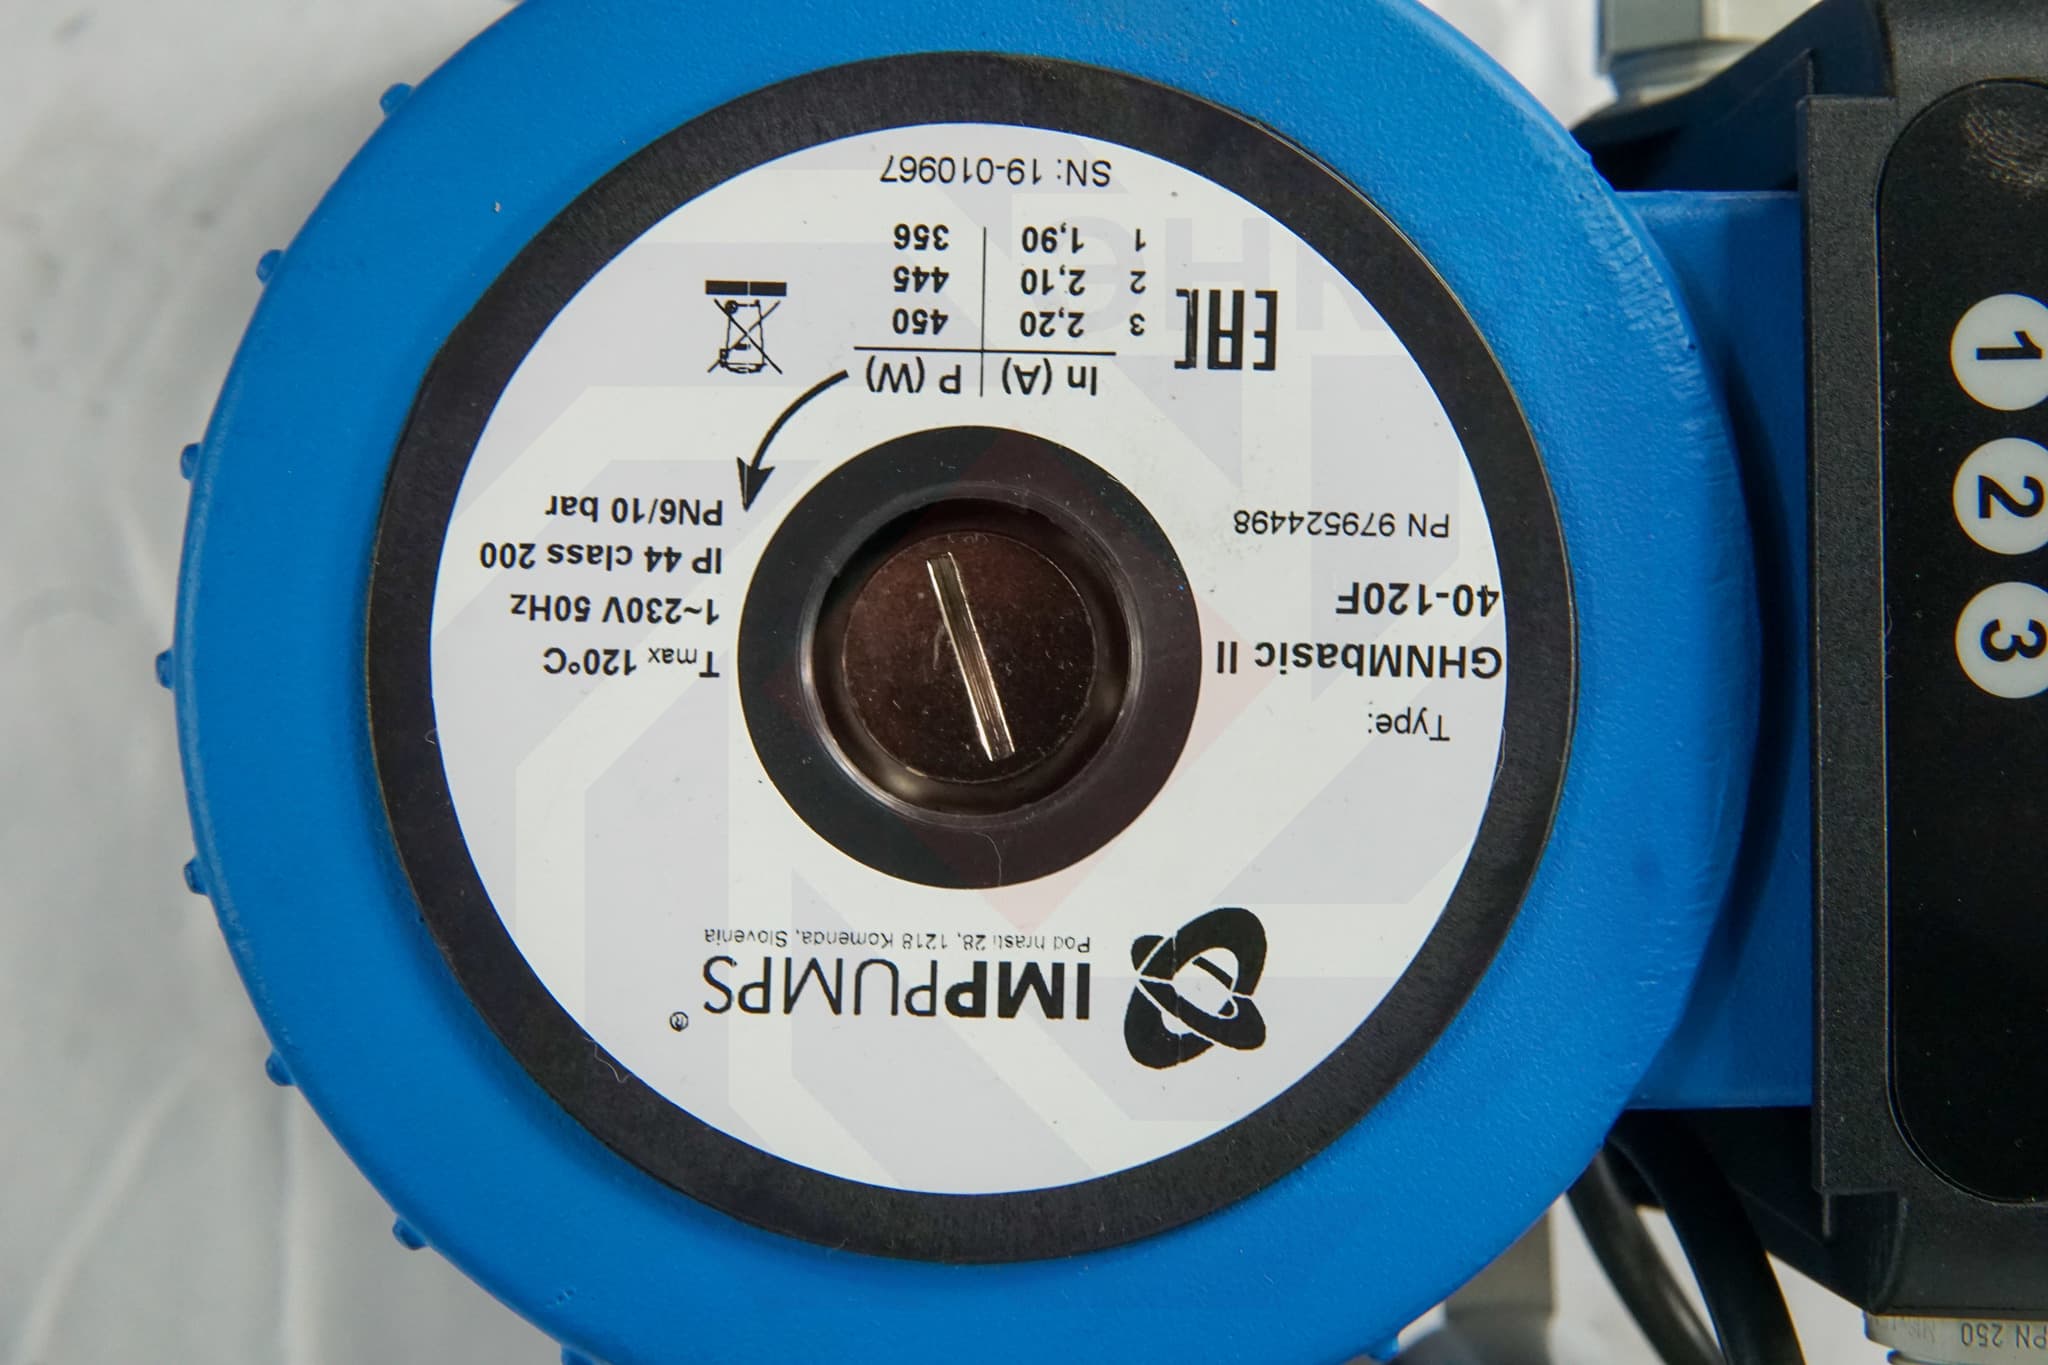 IMPPUMPS®
Pod hrasti 28, 1218 Komenda, Slovenia
Type:
GHNMbasic II
40-120F
PN 979524498
Tmax 120°C
1~230V 50Hz
IP 44 class 200
PN6/10 bar
In (A) P (W)
3 2,20 450
2 2,10 445
1 1,90 356
EAC
SN: 19-010967
1
2
3
PN 250